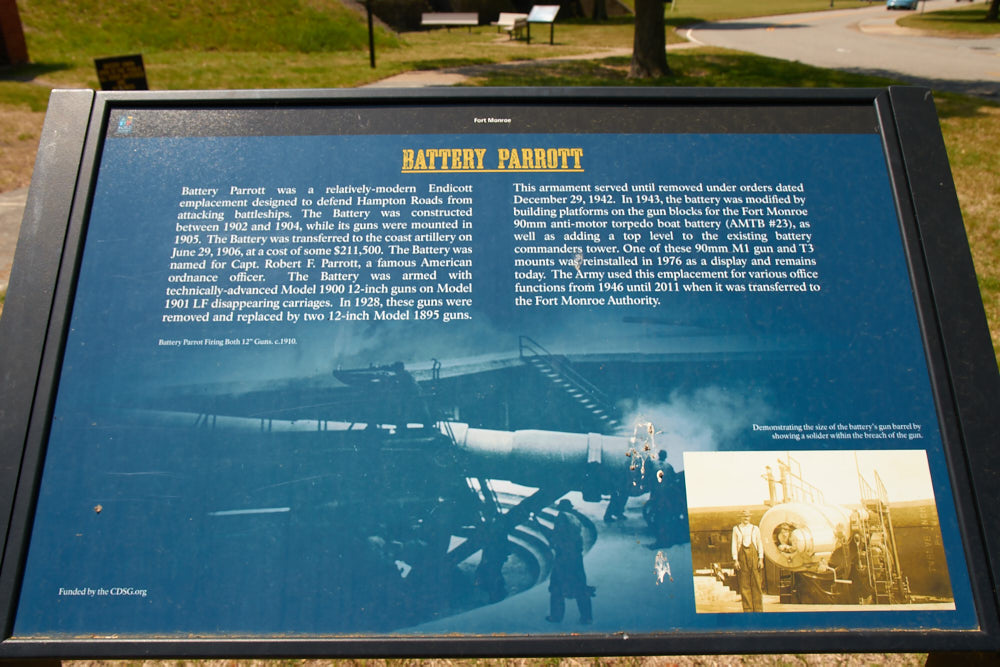 Fort Monroe
BATTERY PARROTT
Battery Parrott was a relatively-modern Endicott
emplacement designed to defend Hampton Roads from
attacking battleships. The Battery was constructed
between 1902 and 1904, while its guns were mounted in
1905. The Battery was transferred to the coast artillery on
June 29, 1906, at a cost of some $211,500. The Battery was
named for Capt. Robert F. Parrott, a famous American
ordnance officer. The Battery was armed with
technically-advanced Model 1900 12-inch guns on Model
1901 LF disappearing carriages. In 1928, these guns were
removed and replaced by two 12-inch Model 1895 guns.
This armament served until removed under orders dated
December 29, 1942. In 1943, the battery was modified by
building platforms on the gun blocks for the Fort Monroe
90mm anti-motor torpedo boat battery (AMTB #23), as
well as adding a top level to the existing battery
commanders tower. One of these 90mm M1 gun and T3
mounts was reinstalled in 1976 as a display and remains
today. The Army used this emplacement for various office
functions from 1946 until 2011 when it was transferred to
the Fort Monroe Authority.
Battery Parrot Firing Both 12" Guns. c.1910.
Demonstrating the size of the battery's gun barrel by
showing a solider within the breach of the gun.
Funded by the CDSG.org